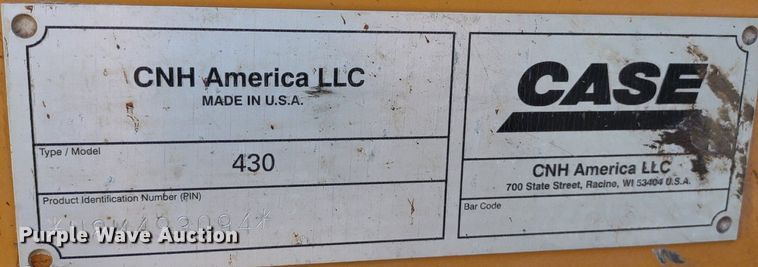 CNH America LLC
MADE IN U.S.A.
Type / Model
430
Product Identification Number (PIN)
CASE
CNH America LLC
700 State Street, Racine, WI 53404 U.S.A.
Bar Code
Purple Wave Auction